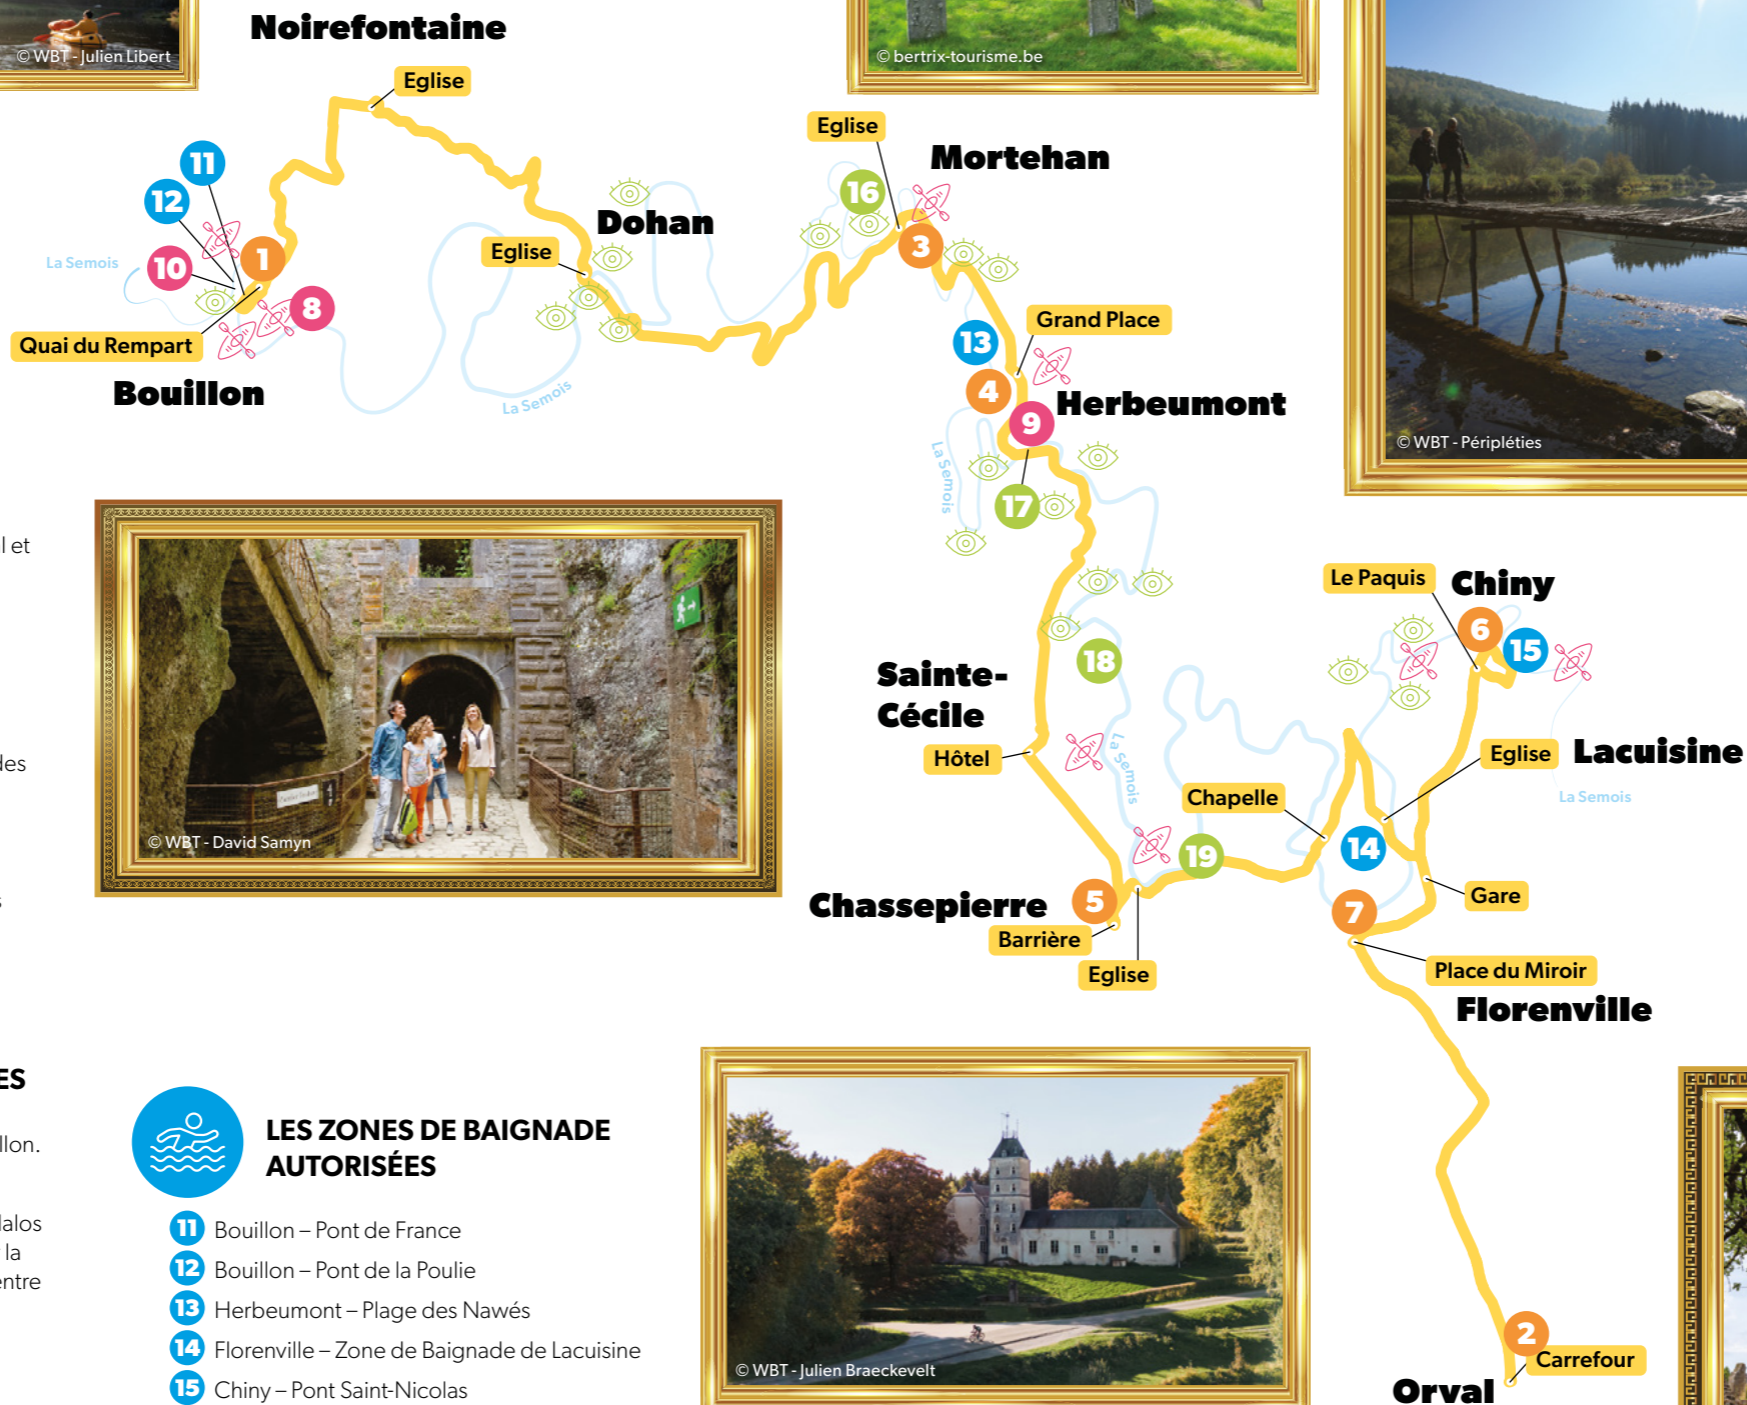 © WBT - Julien Libert
Noirefontaine
© bertrix-tourisme.be
Eglise
Eglise
Mortehan
11
12
16
La Semois
10
1
Dohan
Eglise
3
8
Quai du Rempart
Bouillon
La Semois
13
Grand Place
4
Herbeumont
9
La Semois
17
© WBT - Péripléties
l et
Le Paquis
Chiny
6
15
18
Sainte-
Cécile
Hôtel
La Semois
Eglise
Lacuisine
La Semois
des
Chapelle
14
19
© WBT - David Samyn
Chassepierre
5
Barrière
Eglise
Gare
7
Place du Miroir
Florenville
ES
llon.
lalos
la
entre
LES ZONES DE BAIGNADE
AUTORISÉES
11 Bouillon – Pont de France
12 Bouillon – Pont de la Poulie
13 Herbeumont – Plage des Nawés
14 Florenville – Zone de Baignade de Lacuisine
15 Chiny – Pont Saint-Nicolas
© WBT - Julien Braeckevelt
2
Carrefour
Orval